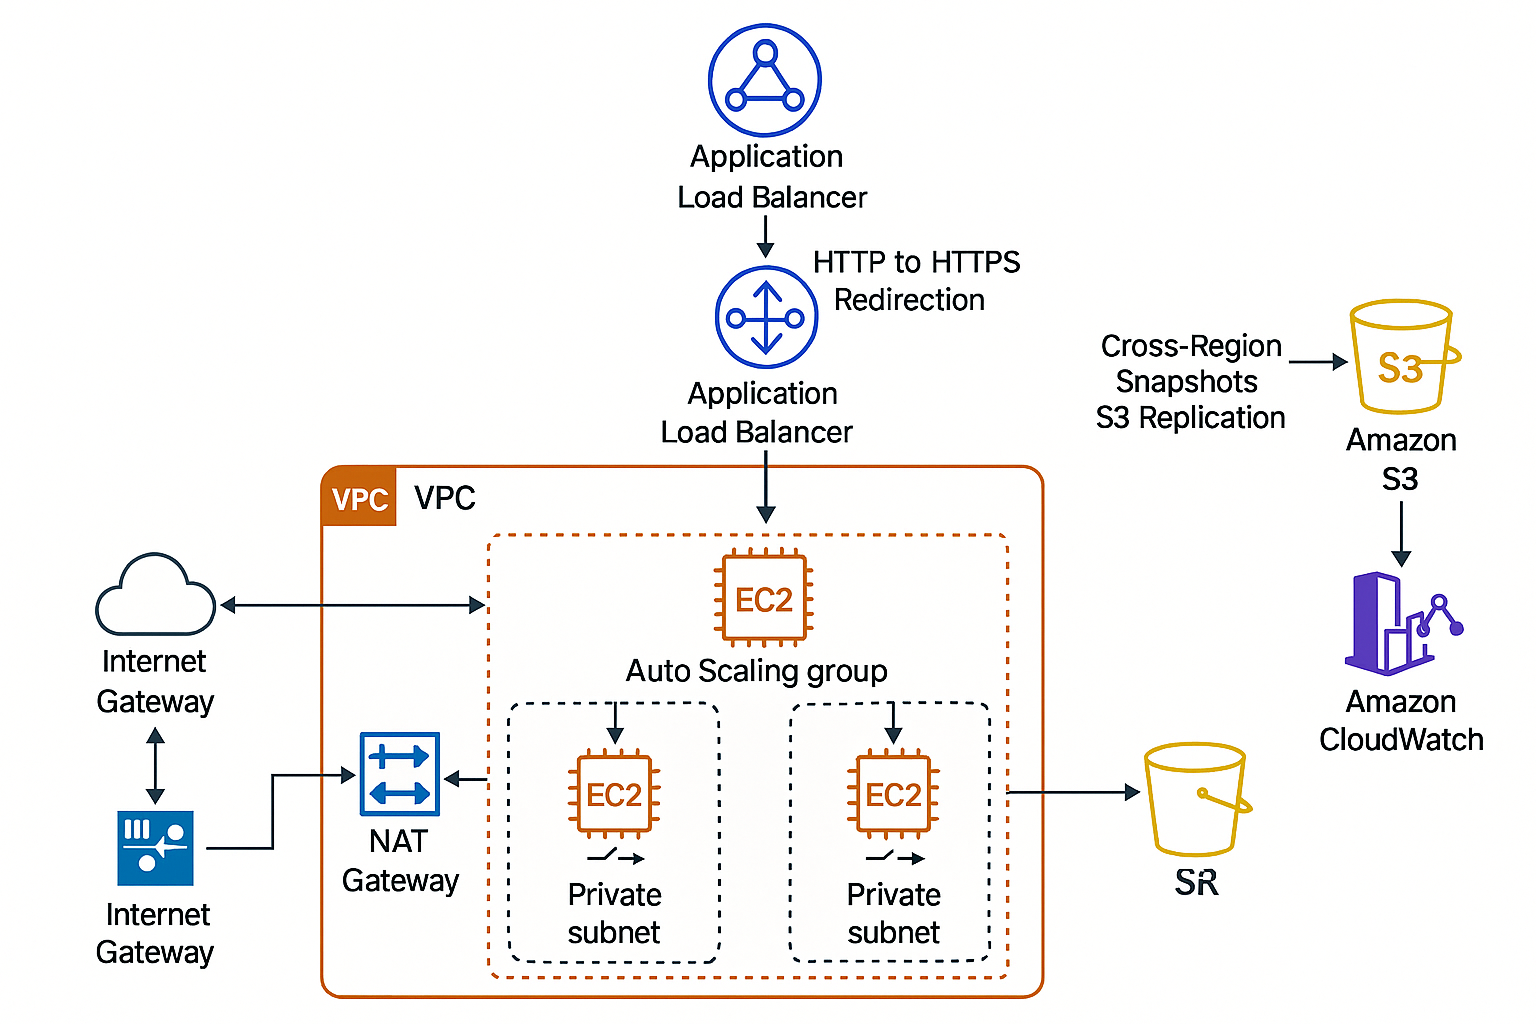 Application
Load Balancer
HTTP to HTTPS
Redirection
Application
Load Balancer
Cross-Region
Snapshots
S3 Replication
S3
Amazon
S3
Amazon
CloudWatch
VPC
VPC
EC2
Auto Scaling group
Internet
Gateway
Internet
Gateway
NAT
Gateway
EC2
Private
subnet
EC2
Private
subnet
SR